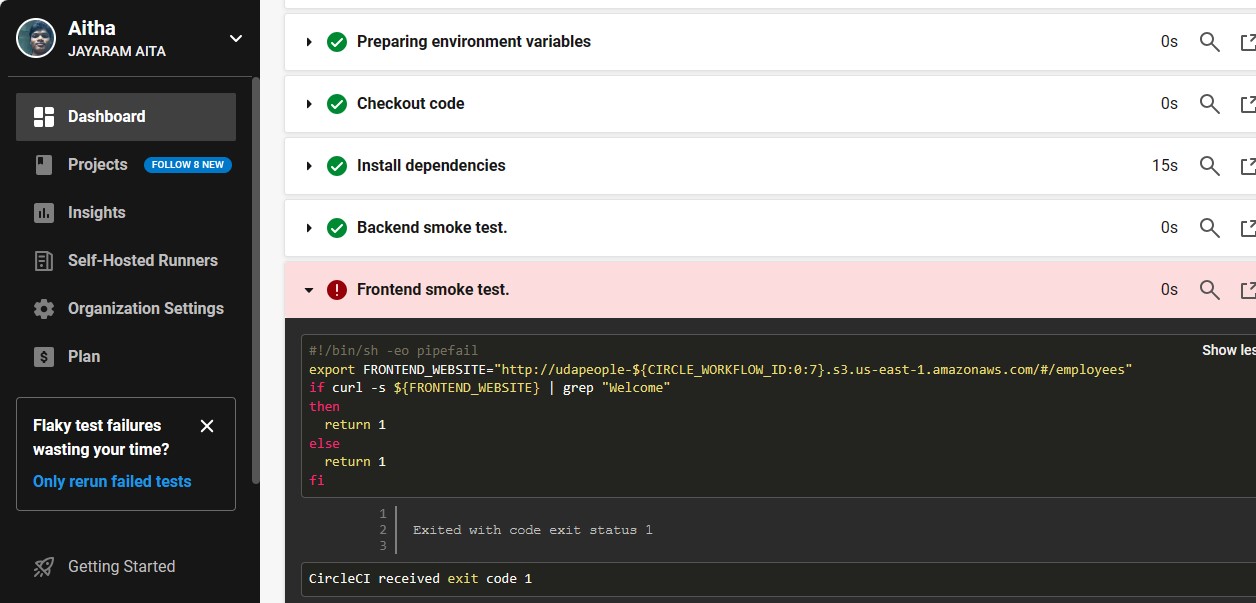 Aitha
JAYARAM AITA
Dashboard
Projects FOLLOW 8 NEW
Insights
Self-Hosted Runners
Organization Settings
Plan
Flaky test failures
wasting your time?
Only rerun failed tests
Getting Started
Preparing environment variables 0s
Checkout code 0s
Install dependencies 15s
Backend smoke test. 0s
Frontend smoke test. 0s
#!/bin/sh -eo pipefail
Show les
export FRONTEND_WEBSITE="http://udapeople-${CIRCLE_WORKFLOW_ID:0:7}.s3.us-east-1.amazonaws.com/#/employees"
if curl -s ${FRONTEND_WEBSITE} | grep "Welcome"
then
return 1
else
return 1
fi
1
2 Exited with code exit status 1
3
CircleCI received exit code 1